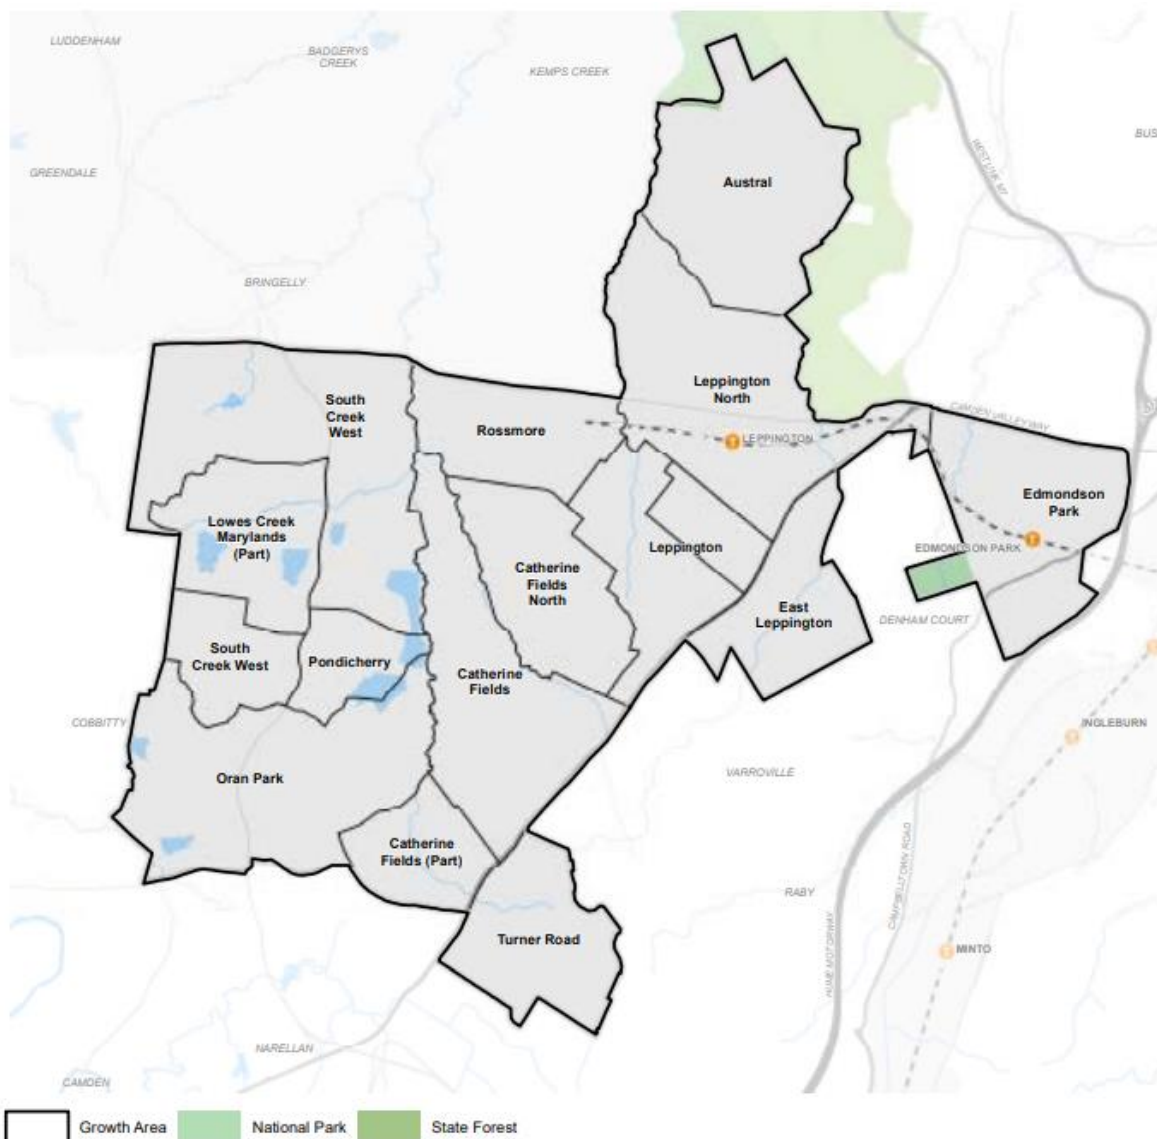 LUDDENHAM
BADGERYS
CREEK
KEMPS CREEK
BUS
WESTLINK M7
GREENDALE
Austral
BRINGELLY
South
Creek
West
Leppington
North
CAMDEN VALLEY WAY
Rossmore
LEPPINGTON
Edmondson
Park
Lowes Creek
Marylands
(Part)
Leppington
EDMONDSON PARK
Catherine
Fields
North
East
Leppington
DENHAM COURT
South
Creek West
Pondicherry
Catherine
Fields
COBBITTY
INGLEBURN
Oran Park
VARROVILLE
Catherine
Fields (Part)
CAMPBELLTOWN ROAD
RABY
HUME MOTORWAY
Turner Road
MINTO
NARELLAN
CAMDEN
Growth Area
National Park
State Forest